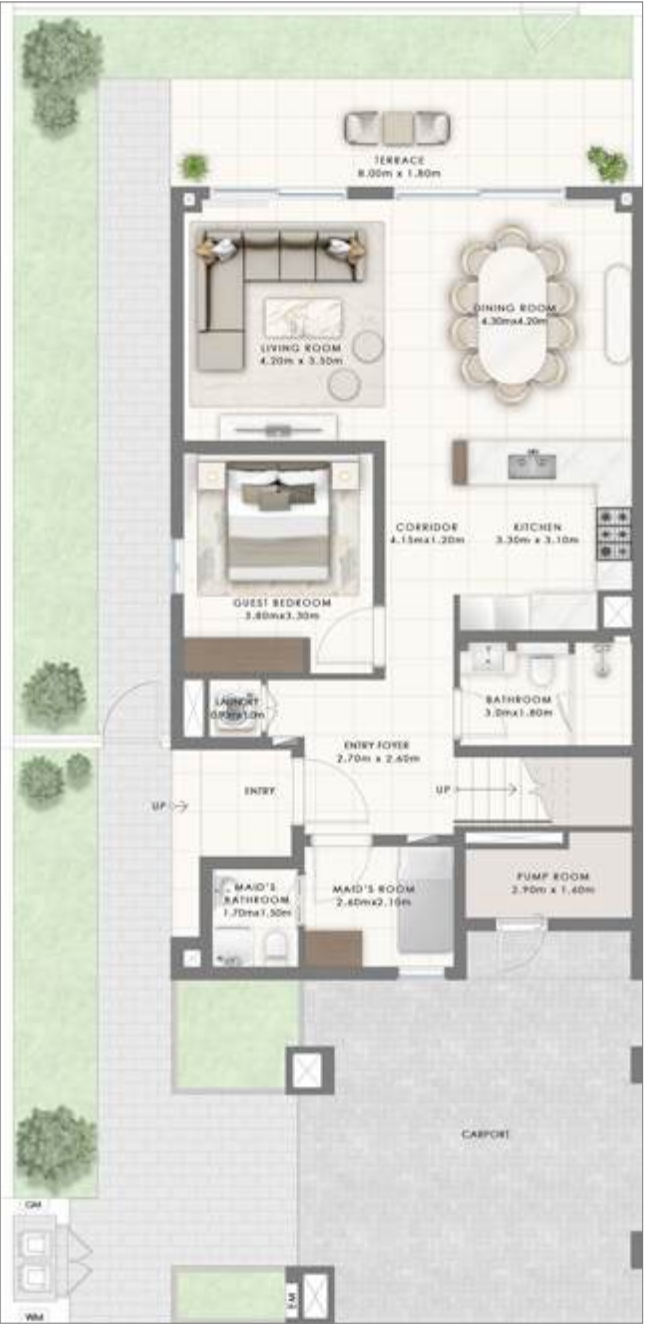 TERRACE
8.00m x 1.80m
DINING ROOM
4.30mx4.20m
LIVING ROOM
4.20m x 3.50m
CORRIDOR
4.15mx1.20m
KITCHEN
3.30m x 3.10m
GUEST BEDROOM
3.80mx3.30m
LAUNDRY
BATHROOM
3.0mx1.80m
ENTRY FOYER
2.70m x 2.60m
ENTRY
UP
UP
MAID'S
BATHROOM
1.70mx1.50m
MAID'S ROOM
2.60mx2.10m
PUMP ROOM
2.90m x 1.60m
CARPORT
GM
WM
EM